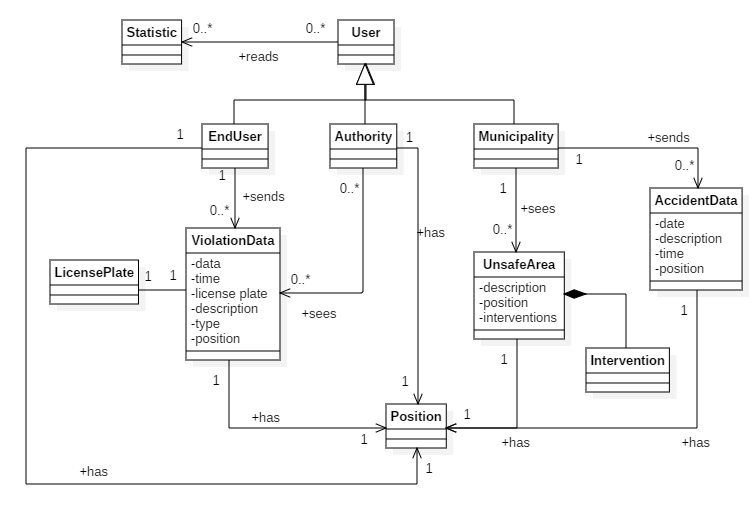 Statistic
0..*
0..*
User
+reads
EndUser
Authority
Municipality
1
1
1
+sends
0..*
1
+sends
0..*
0..*
1
+sees
0..*
+has
AccidentData
-date
-description
-time
-position
ViolationData
-data
-time
-license plate
-description
-type
-position
LicensePlate
1
1
0..*
+sees
UnsafeArea
-description
-position
-interventions
1
Intervention
1
1
1
+has
1
Position
1
+has
+has
+has
1